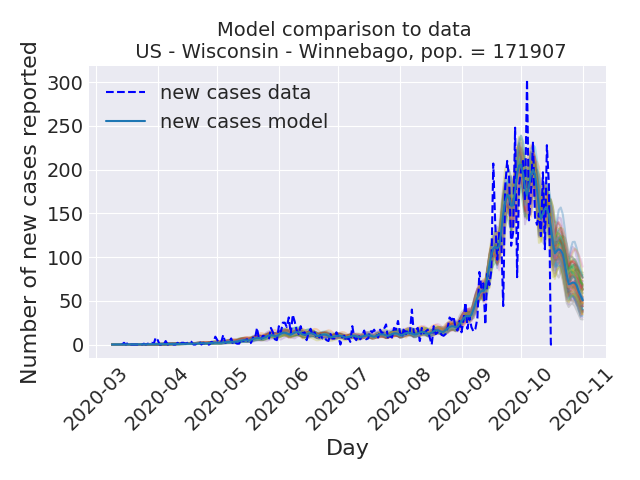 Model comparison to data
US - Wisconsin - Winnebago, pop. = 171907
Number of new cases reported
300
250
200
150
100
50
0
new cases data
new cases model
2020-03
2020-04
2020-05
2020-06
2020-07
2020-08
2020-09
2020-10
2020-11
Day